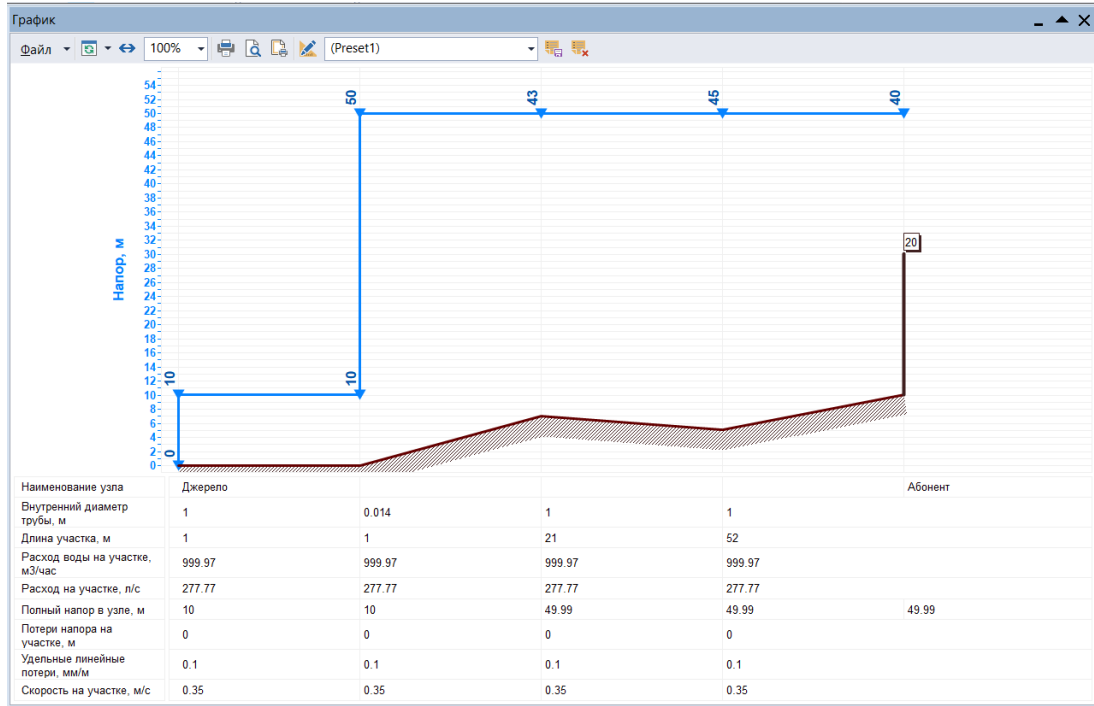 График
Файл 100% (Preset1)
50 43 45 40
54
52
50
48
46
44
42
40
38
36
34
32
30
28
26
24
22
20
18
16
14
12
10
8
6
4
2
0
Напор, м
20
10 10
0
Наименование узла Джерело Абонент
Внутренний диаметр
трубы, м 1 0.014 1 1
Длина участка, м 1 1 21 52
Расход воды на участке,
м3/час 999.97 999.97 999.97 999.97
Расход на участке, л/с 277.77 277.77 277.77 277.77
Полный напор в узле, м 10 10 49.99 49.99 49.99
Потери напора на
участке, м 0 0 0 0
Удельные линейные
потери, мм/м 0.1 0.1 0.1 0.1
Скорость на участке, м/с 0.35 0.35 0.35 0.35